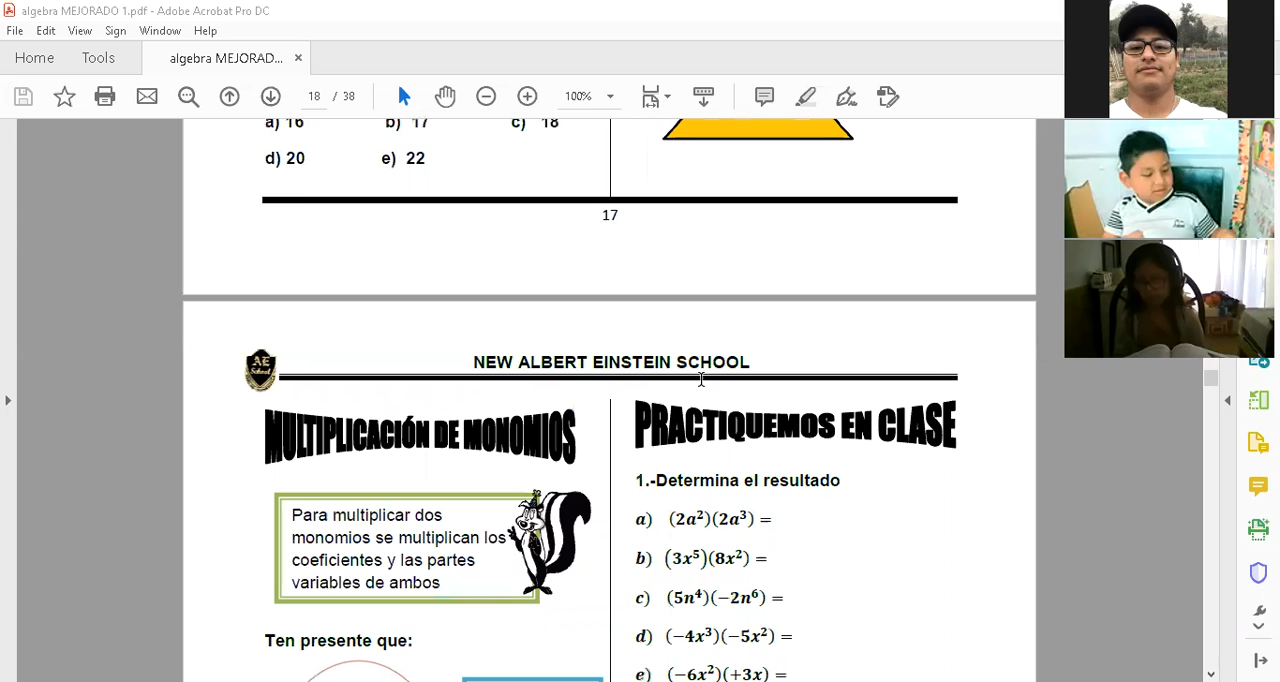 algebra MEJORADO 1.pdf - Adobe Acrobat Pro DC
File Edit View Sign Window Help
Home Tools algebra MEJORAD... ×
18 / 38 100%
a) 16 b) 17 c) 18
d) 20 e) 22
17
AE
School
NEW ALBERT EINSTEIN SCHOOL
MULTIPLICACIÓN DE MONOMIOS
Para multiplicar dos
monomios se multiplican los
coeficientes y las partes
variables de ambos
Ten presente que:
PRACTIQUEMOS EN CLASE
1.-Determina el resultado
a) (2a²)(2a³) =
b) (3x⁵)(8x²) =
c) (5n⁴)(−2n⁶) =
d) (−4x³)(−5x²) =
e) (−6x²)(+3x) =